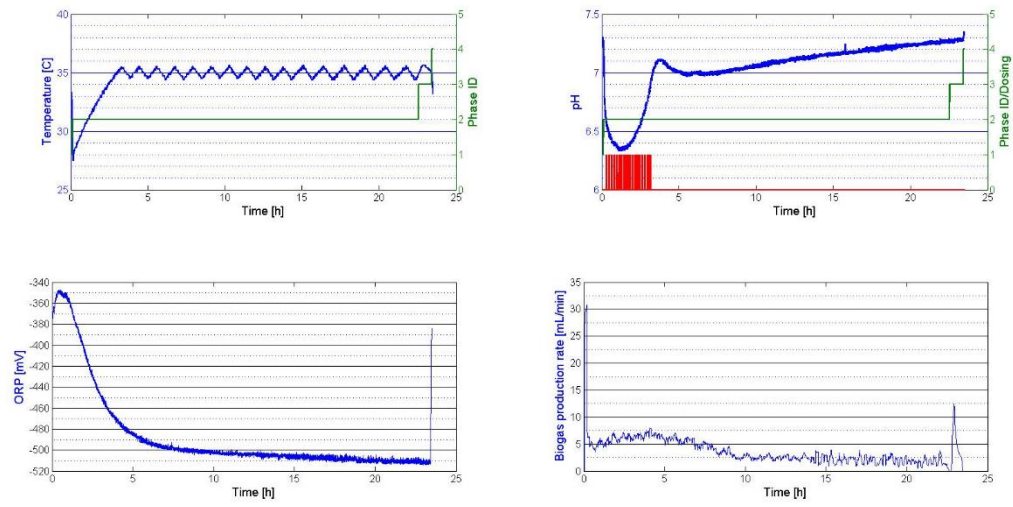 40
35
30
25
Temperature [C]
5
4
3
2
1
0
Phase ID
0 5 10 15 20 25
Time [h]
7.5
7
6.5
6
pH
5
4
3
2
1
0
Phase ID/Dosing
0 5 10 15 20 25
Time [h]
-340
-360
-380
-400
-420
-440
-460
-480
-500
-520
ORP [mV]
0 5 10 15 20 25
Time [h]
35
30
25
20
15
10
5
0
Biogas production rate [mL/min]
0 5 10 15 20 25
Time [h]